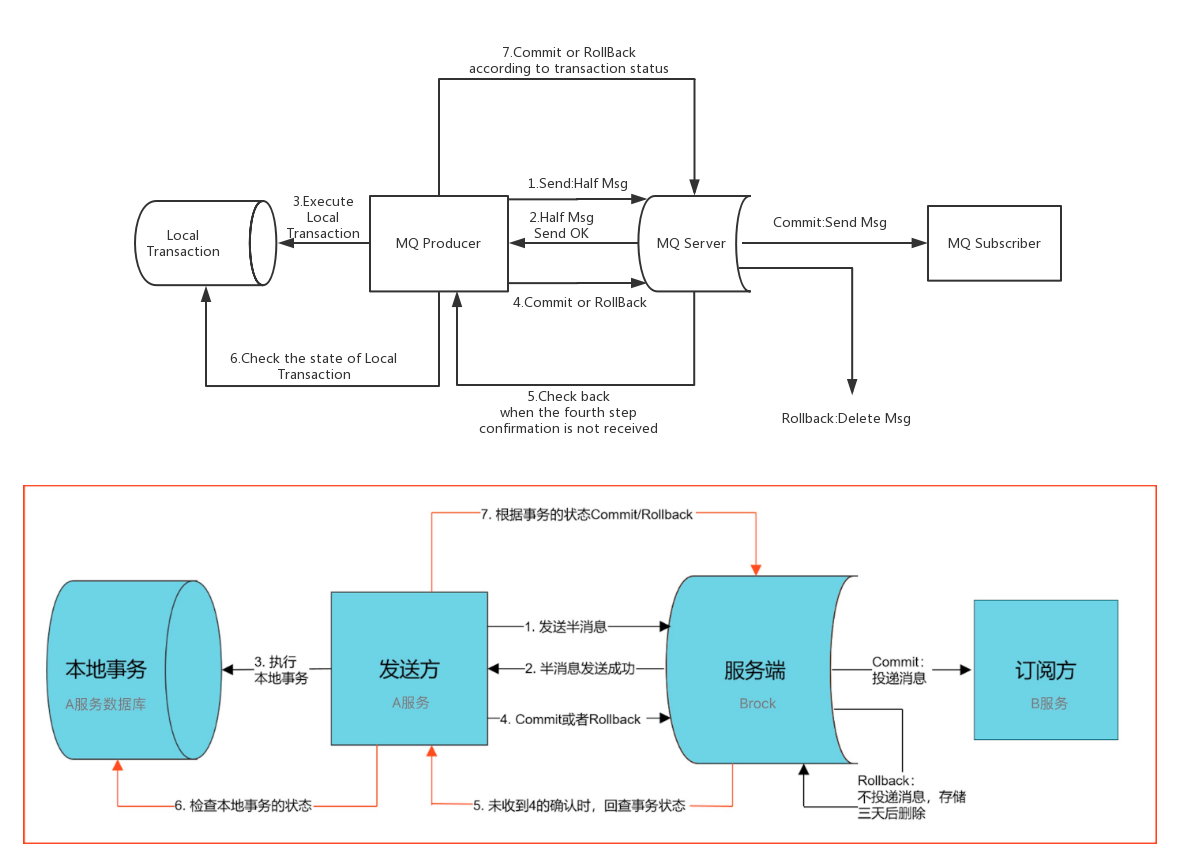 7.Commit or RollBack
according to transaction status
1.Send:Half Msg
3.Execute
Local
Transaction
2.Half Msg
Send OK
Local
Transaction
MQ Producer
MQ Server
Commit:Send Msg
MQ Subscriber
4.Commit or RollBack
6.Check the state of Local
Transaction
5.Check back
when the fourth step
confirmation is not received
Rollback:Delete Msg
7. 根据事务的状态Commit/Rollback
1. 发送半消息
本地事务
A服务数据库
3. 执行
本地事务
发送方
A服务
2. 半消息发送成功
服务端
Brock
Commit：
投递消息
订阅方
B服务
4. Commit或者Rollback
6. 检查本地事务的状态
5. 未收到4的确认时，回查事务状态
Rollback：
不投递消息，存储
三天后删除